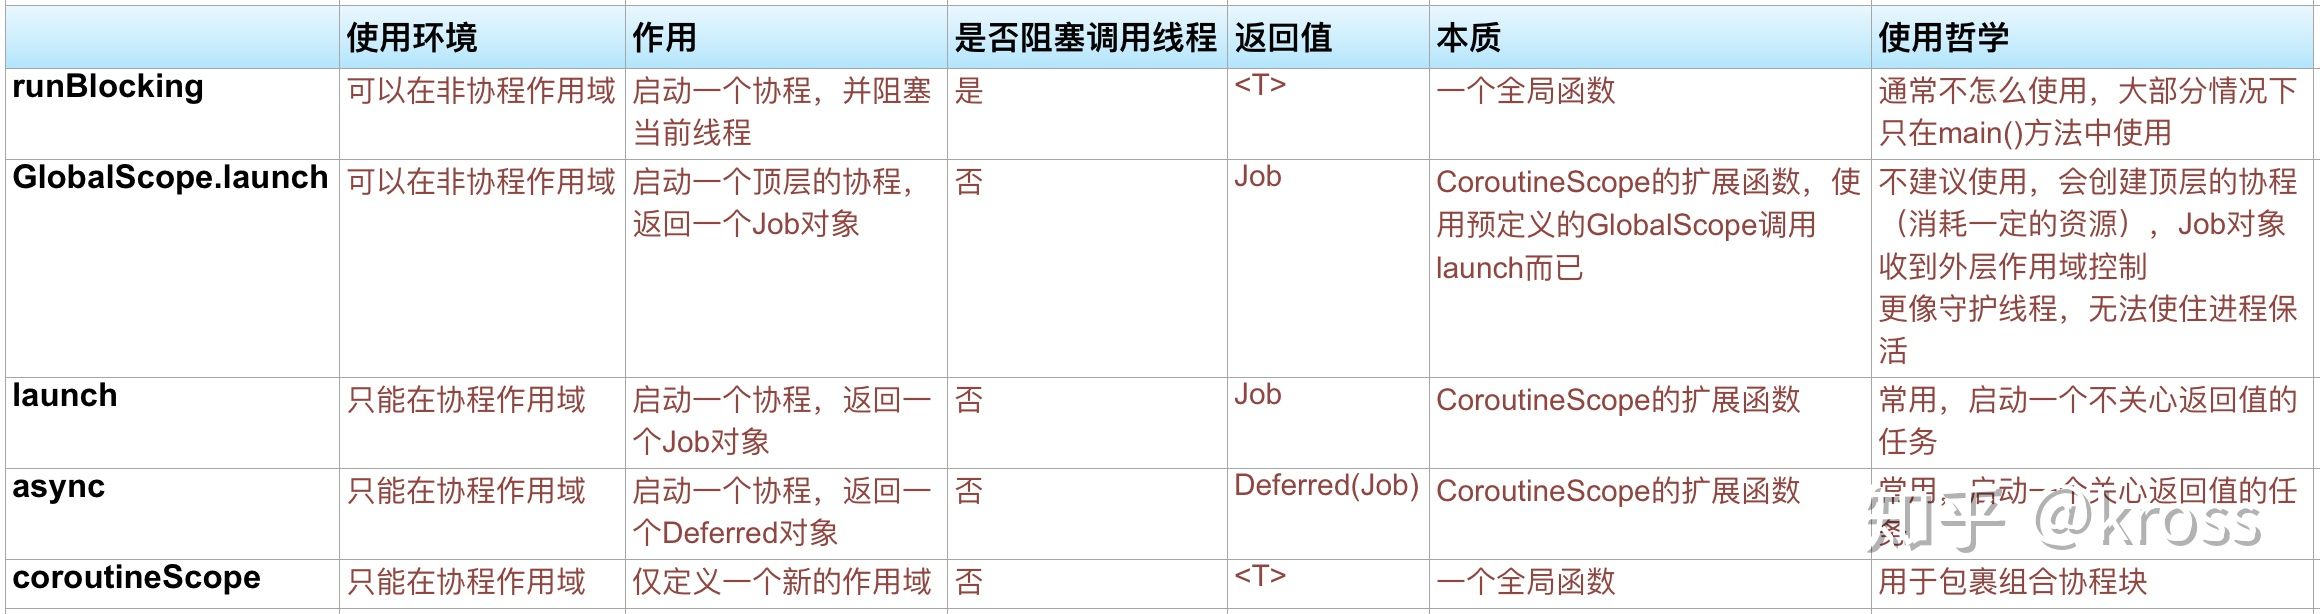 使用环境 作用 是否阻塞调用线程 返回值 本质 使用哲学
runBlocking
可以在非协程作用域
启动一个协程，并阻塞
当前线程
是
<T>
一个全局函数
通常不怎么使用，大部分情况下
只在main()方法中使用
GlobalScope.launch
可以在非协程作用域
启动一个顶层的协程，
返回一个Job对象
否
Job
CoroutineScope的扩展函数，使
用预定义的GlobalScope调用
launch而已
不建议使用，会创建顶层的协程
（消耗一定的资源），Job对象
收到外层作用域控制
更像守护线程，无法使住进程保
活
launch
只能在协程作用域
启动一个协程，返回一
个Job对象
否
Job
CoroutineScope的扩展函数
常用，启动一个不关心返回值的
任务
async
只能在协程作用域
启动一个协程，返回一
个Deferred对象
否
Deferred(Job)
CoroutineScope的扩展函数
常用，启动一个关心返回值的任
务
coroutineScope
只能在协程作用域
仅定义一个新的作用域
否
<T>
一个全局函数
用于包裹组合协程块
知乎 @kross